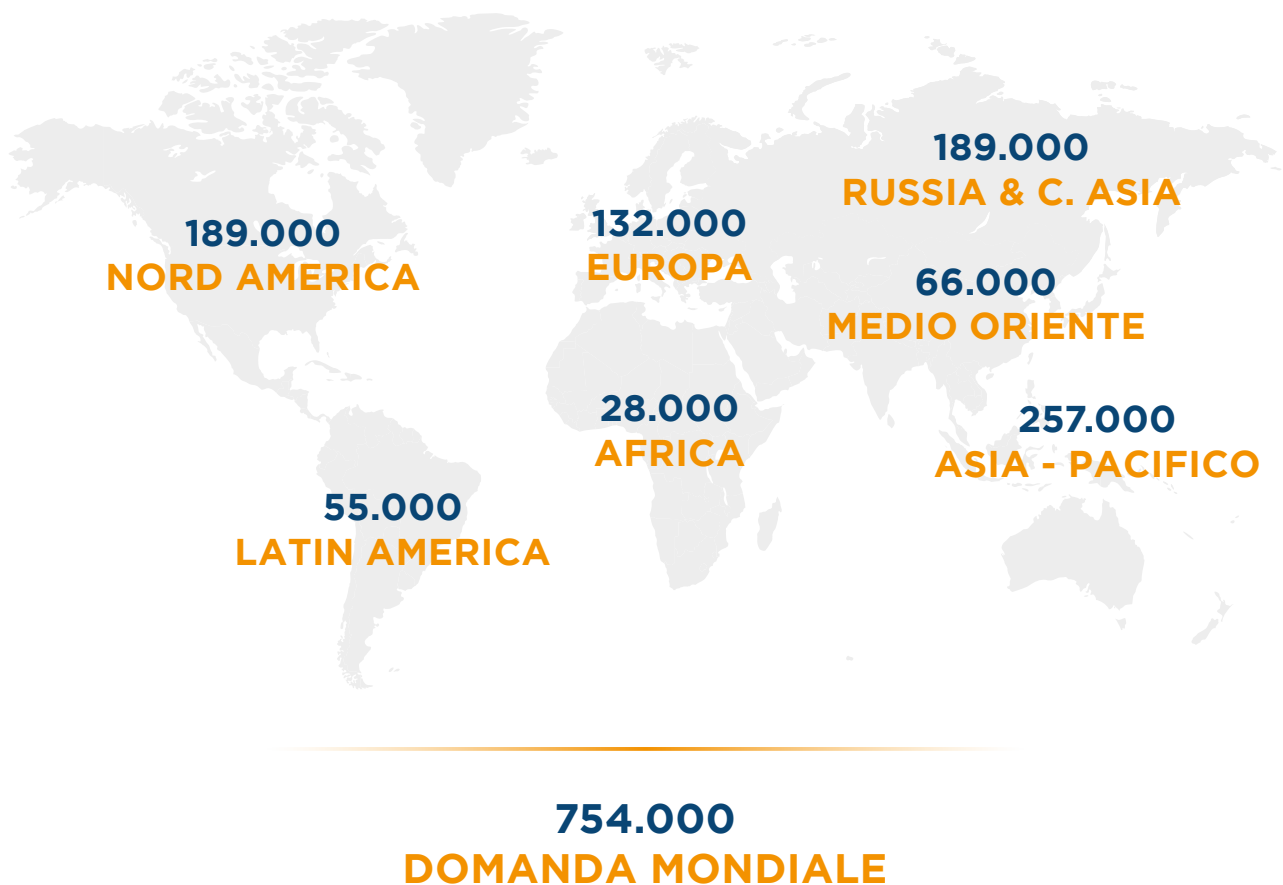 189.000
RUSSIA & C. ASIA
189.000
NORD AMERICA
132.000
EUROPA
66.000
MEDIO ORIENTE
28.000
AFRICA
257.000
ASIA - PACIFICO
55.000
LATIN AMERICA
754.000
DOMANDA MONDIALE